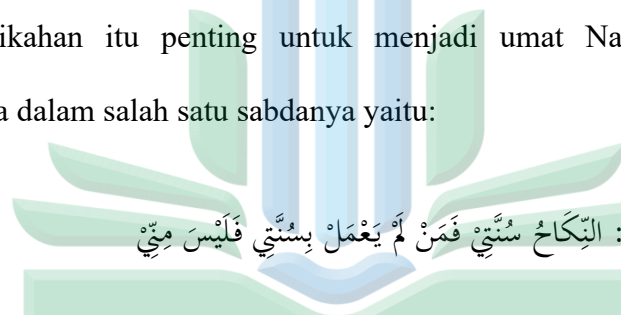 ikahan itu penting untuk menjadi umat Na
a dalam salah satu sabdanya yaitu:
: النِّكَاحُ سُنَّتِيْ فَمَنْ لَمْ يَعْمَلْ بِسُنَّتِيْ فَلَيْسَ مِنِّيْ